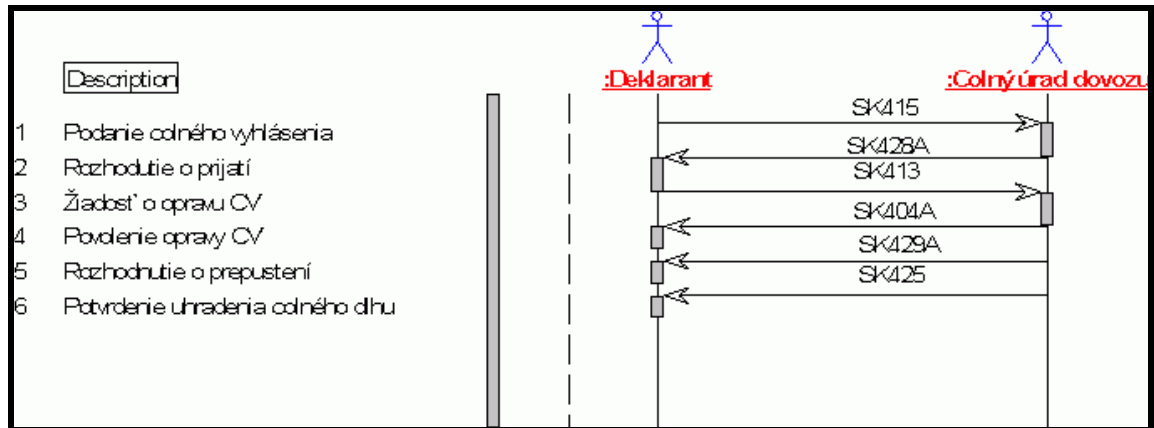 :Deklarant :Colný úrad dovozu
Description
SK415
1 Podanie colného vyhlásenia
SK428A
2 Rozhodutie o prijatí
SK413
3 Žiadosť o opravu CV
SK404A
4 Povolenie opravy CV
SK429A
5 Rozhodnutie o prepustení
SK425
6 Potvrdenie uhradenia colného dlhu